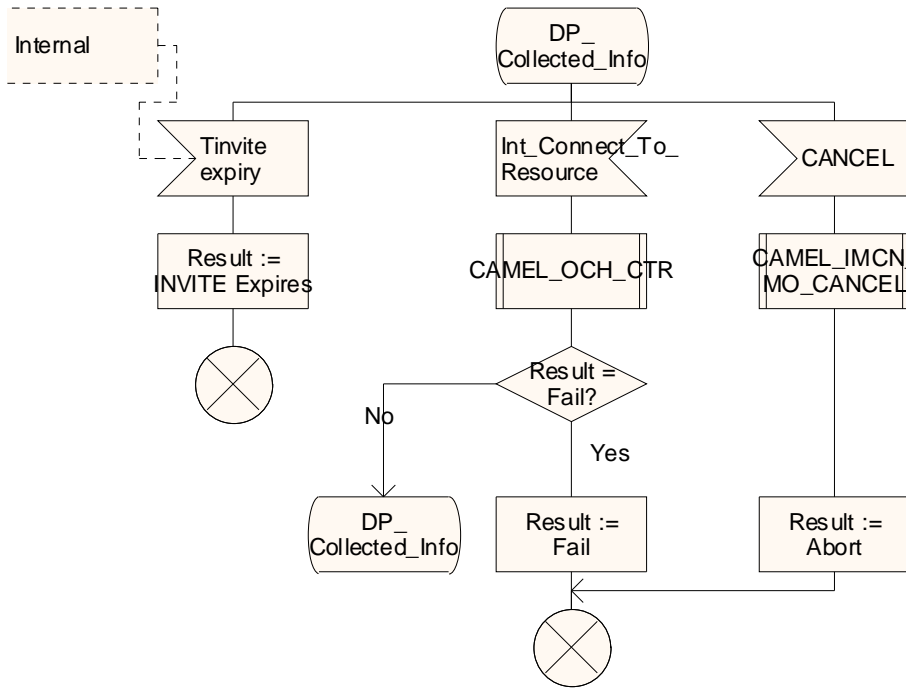 Internal
DP_
Collected_Info
Tinvite
expiry
Int_Connect_To_
Resource
CANCEL
Result :=
INVITE Expires
CAMEL_OCH_CTR
CAMEL_IMCN_
MO_CANCEL
Result =
Fail?
No
Yes
DP_
Collected_Info
Result :=
Fail
Result :=
Abort